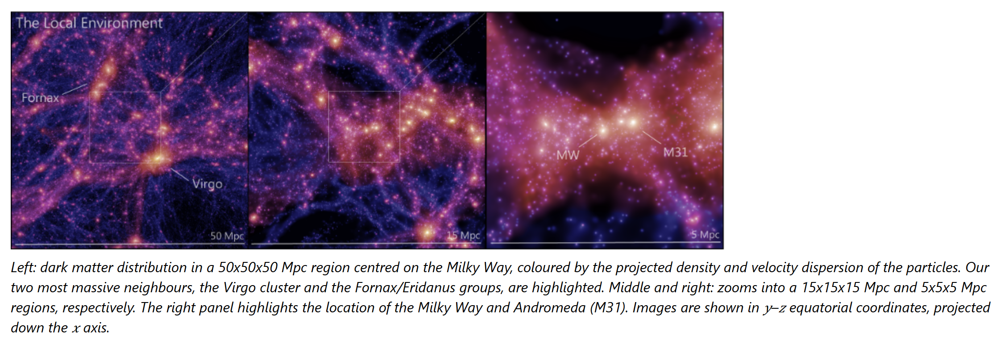 The Local Environment
Fornax
Virgo
50 Mpc
15 Mpc
MW
M31
5 Mpc
Left: dark matter distribution in a 50x50x50 Mpc region centred on the Milky Way, coloured by the projected density and velocity dispersion of the particles. Our
two most massive neighbours, the Virgo cluster and the Fornax/Eridanus groups, are highlighted. Middle and right: zooms into a 15x15x15 Mpc and 5x5x5 Mpc
regions, respectively. The right panel highlights the location of the Milky Way and Andromeda (M31). Images are shown in y–z equatorial coordinates, projected
down the x axis.